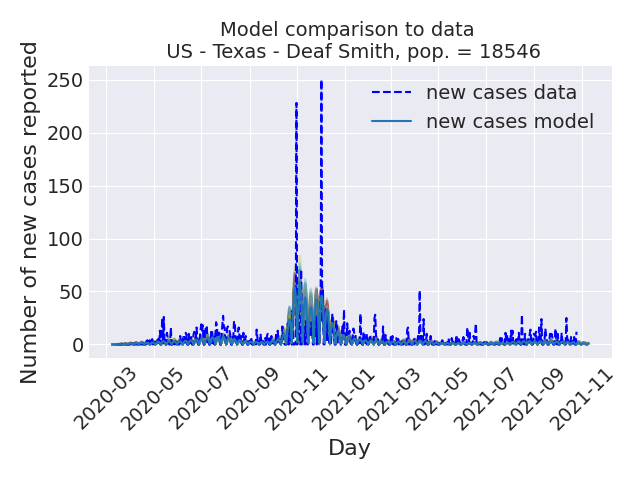 Model comparison to data
US - Texas - Deaf Smith, pop. = 18546
Number of new cases reported
250
200
150
100
50
0
new cases data
new cases model
2020-03
2020-05
2020-07
2020-09
2020-11
2021-01
2021-03
2021-05
2021-07
2021-09
2021-11
Day